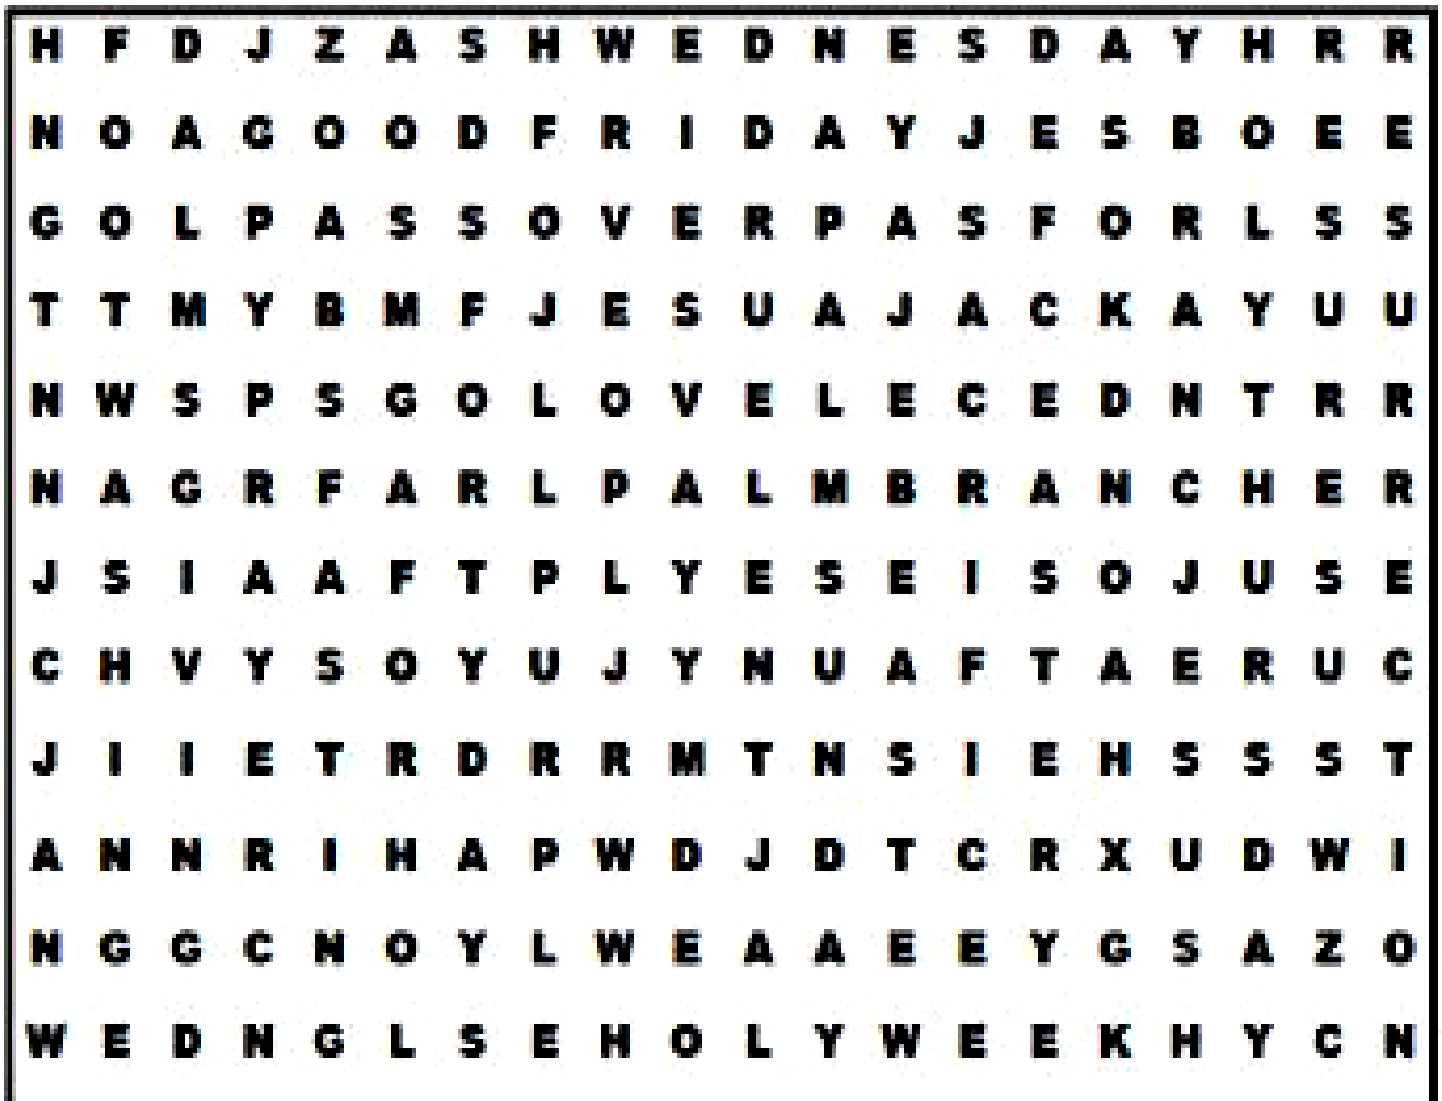 H F D J Z A S H W E D N E S D A Y H R R
N O A G O O D F R I D A Y J E S B O E E
G O L P A S S O V E R P A S F O R L S S
T T M Y B M F J E S U A J A C K A Y U U
N W S P S G O L O V E L E C E D N T R R
N A G R F A R L P A L M B R A N C H E R
J S I A A F T P L Y E S E I S O J U S E
C H V Y S O Y U J Y N U A F T A E R U C
J I I E T R D R R M T N S I E H S S S T
A N N R I H A P W D J D T C R X U D W I
N G G C N O Y L W E A A E E Y G S A Z O
W E D N G L S E H O L Y W E E K H Y C N